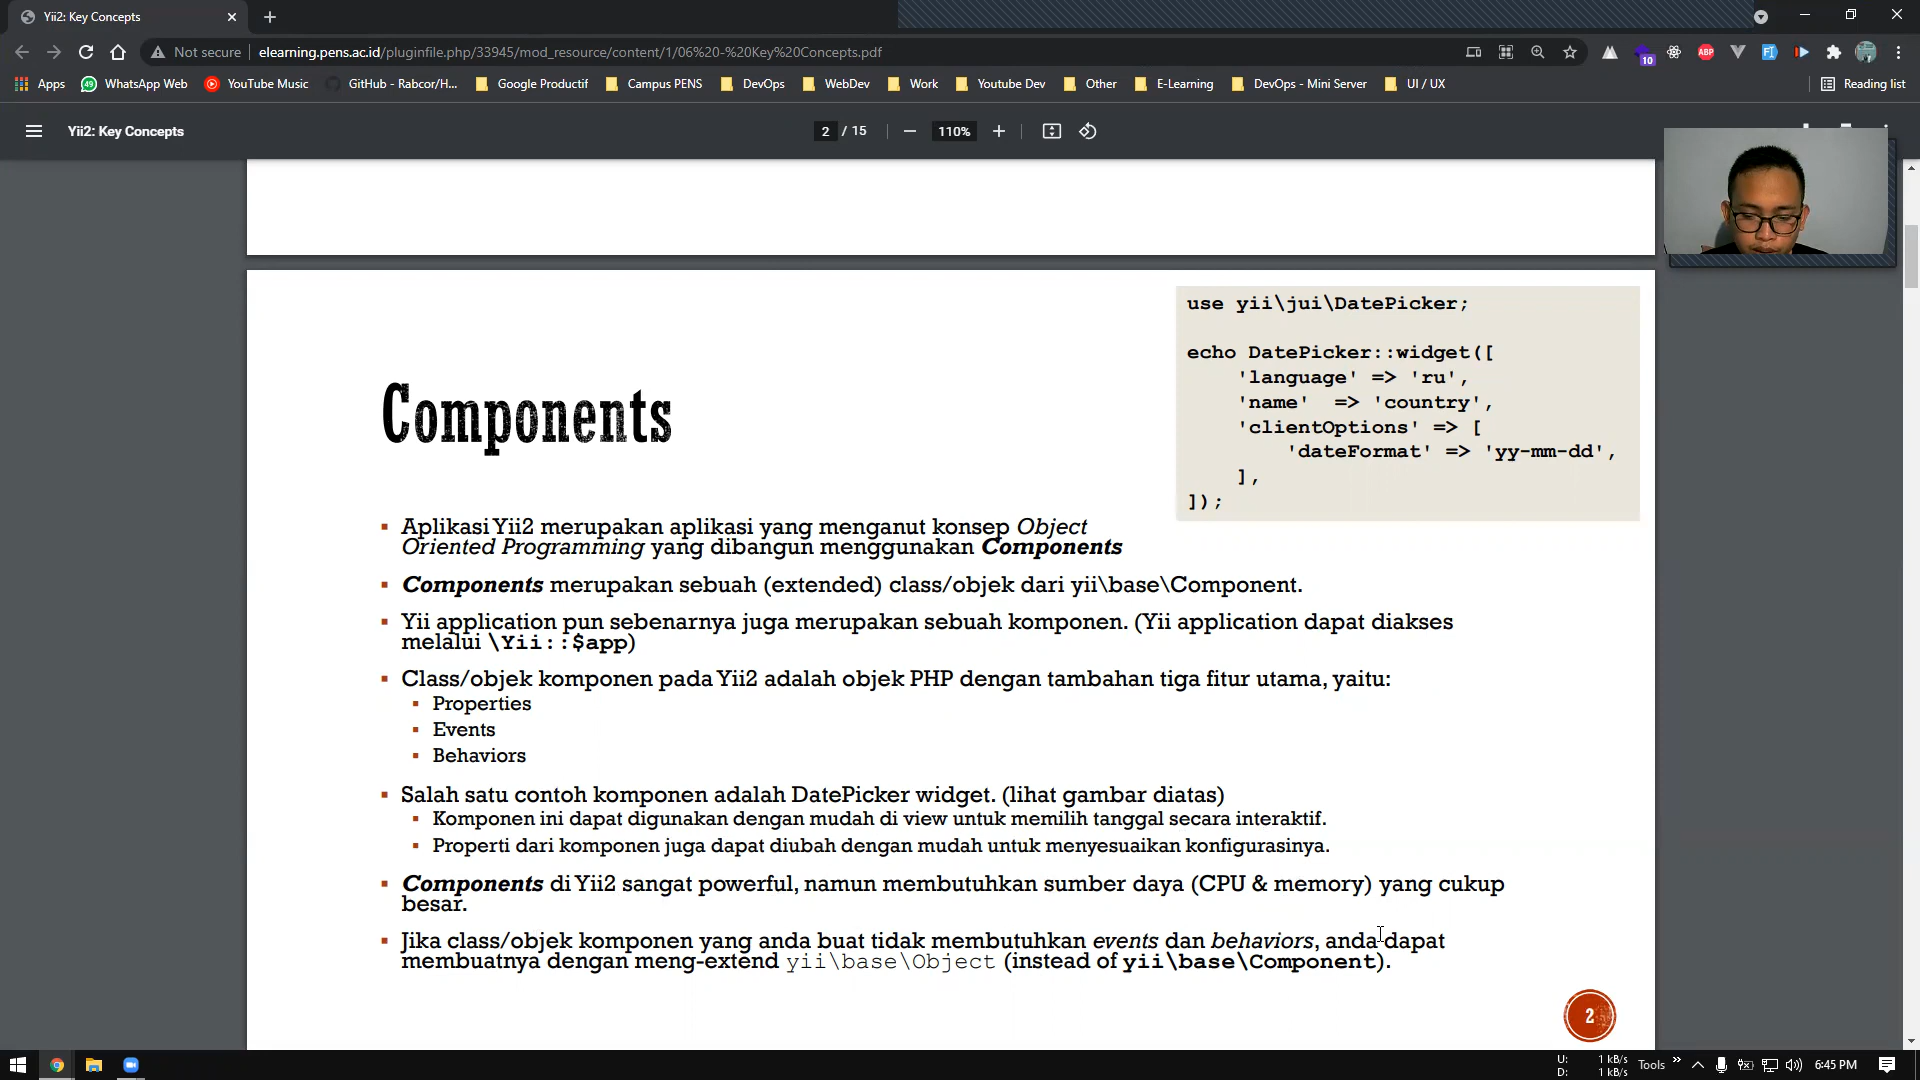 Yii2: Key Concepts
Not secure
elearning.pens.ac.id/pluginfile.php/33945/mod_resource/content/1/06%20-%20Key%20Concepts.pdf
ABP
10
Apps
49
WhatsApp Web
YouTube Music
GitHub - Rabcor/H...
Google Productif
Campus PENS
DevOps
WebDev
Work
Youtube Dev
Other
E-Learning
DevOps - Mini Server
UI / UX
Reading list
Yii2: Key Concepts
2 / 15
110%
use yii\jui\DatePicker;
echo DatePicker::widget([
'language' => 'ru',
'name' => 'country',
'clientOptions' => [
'dateFormat' => 'yy-mm-dd',
],
]);
Components
Aplikasi Yii2 merupakan aplikasi yang menganut konsep Object
Oriented Programming yang dibangun menggunakan Components
Components merupakan sebuah (extended) class/objek dari yii\base\Component.
Yii application pun sebenarnya juga merupakan sebuah komponen. (Yii application dapat diakses
melalui \Yii::$app)
Class/objek komponen pada Yii2 adalah objek PHP dengan tambahan tiga fitur utama, yaitu:
Properties
Events
Behaviors
Salah satu contoh komponen adalah DatePicker widget. (lihat gambar diatas)
Komponen ini dapat digunakan dengan mudah di view untuk memilih tanggal secara interaktif.
Properti dari komponen juga dapat diubah dengan mudah untuk menyesuaikan konfigurasinya.
Components di Yii2 sangat powerful, namun membutuhkan sumber daya (CPU & memory) yang cukup
besar.
Jika class/objek komponen yang anda buat tidak membutuhkan events dan behaviors, anda dapat
membuatnya dengan meng-extend yii\base\Object (instead of yii\base\Component).
2
U: 1 kB/s
D: 1 kB/s
Tools
6:45 PM